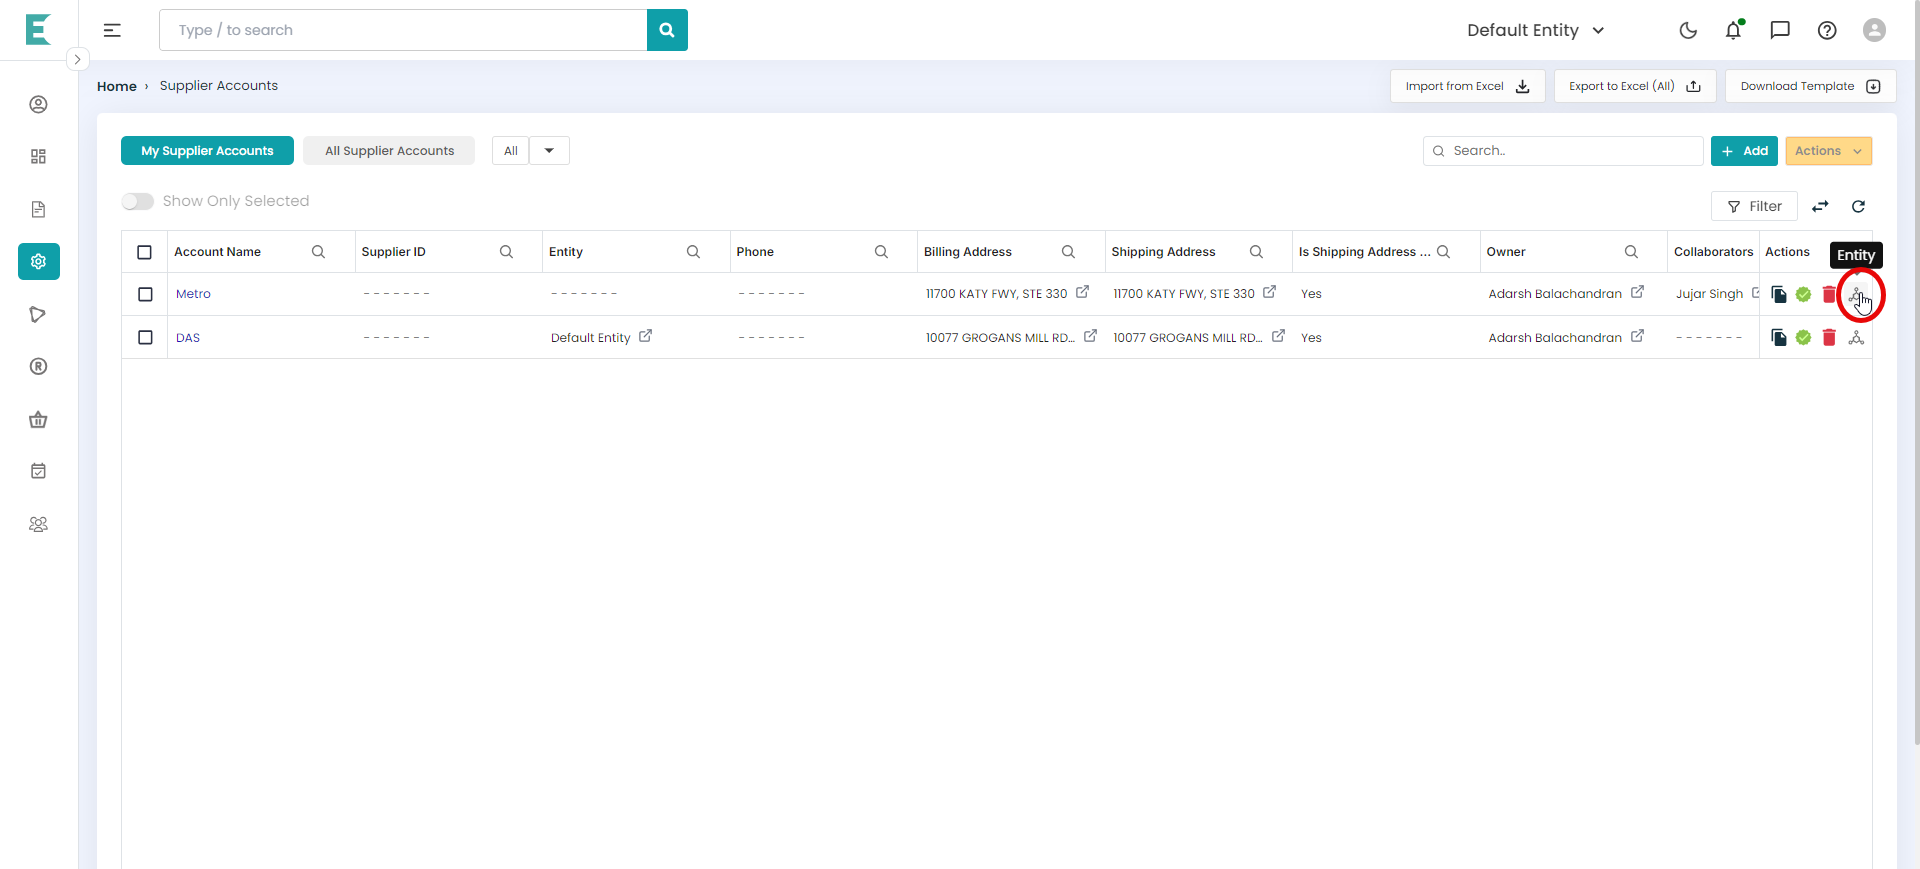 E
Type / to search
Default Entity
Home › Supplier Accounts
Import from Excel
Export to Excel (All)
Download Template
My Supplier Accounts
All Supplier Accounts
All
Search..
+ Add
Actions
Show Only Selected
Filter
Account Name
Supplier ID
Entity
Phone
Billing Address
Shipping Address
Is Shipping Address ...
Owner
Collaborators
Actions
Entity
Metro
-------
-------
-------
11700 KATY FWY, STE 330
11700 KATY FWY, STE 330
Yes
Adarsh Balachandran
Jujar Singh
DAS
-------
Default Entity
-------
10077 GROGANS MILL RD...
10077 GROGANS MILL RD...
Yes
Adarsh Balachandran
-------